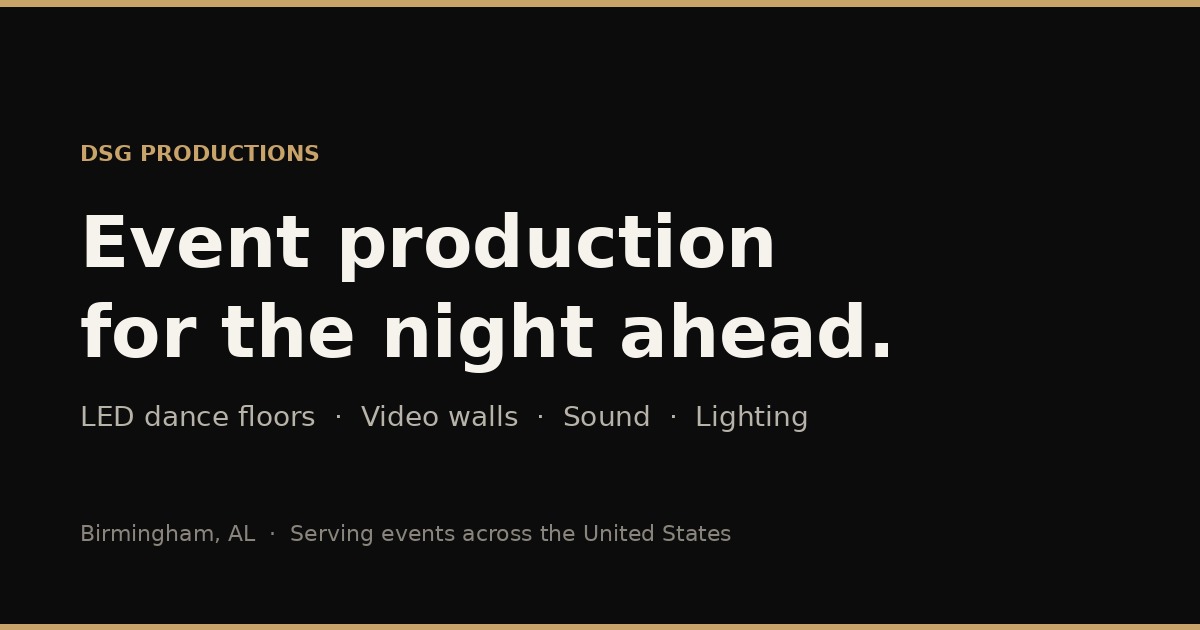 DSG PRODUCTIONS
Event production
for the night ahead.
LED dance floors · Video walls · Sound · Lighting
Birmingham, AL · Serving events across the United States